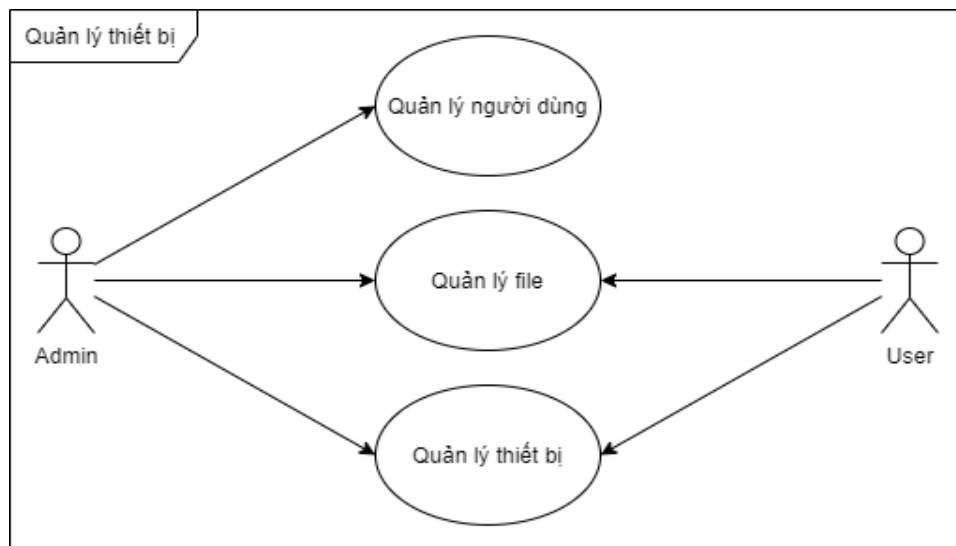 Quản lý thiết bị
Quản lý người dùng
Quản lý file
Admin
User
Quản lý thiết bị